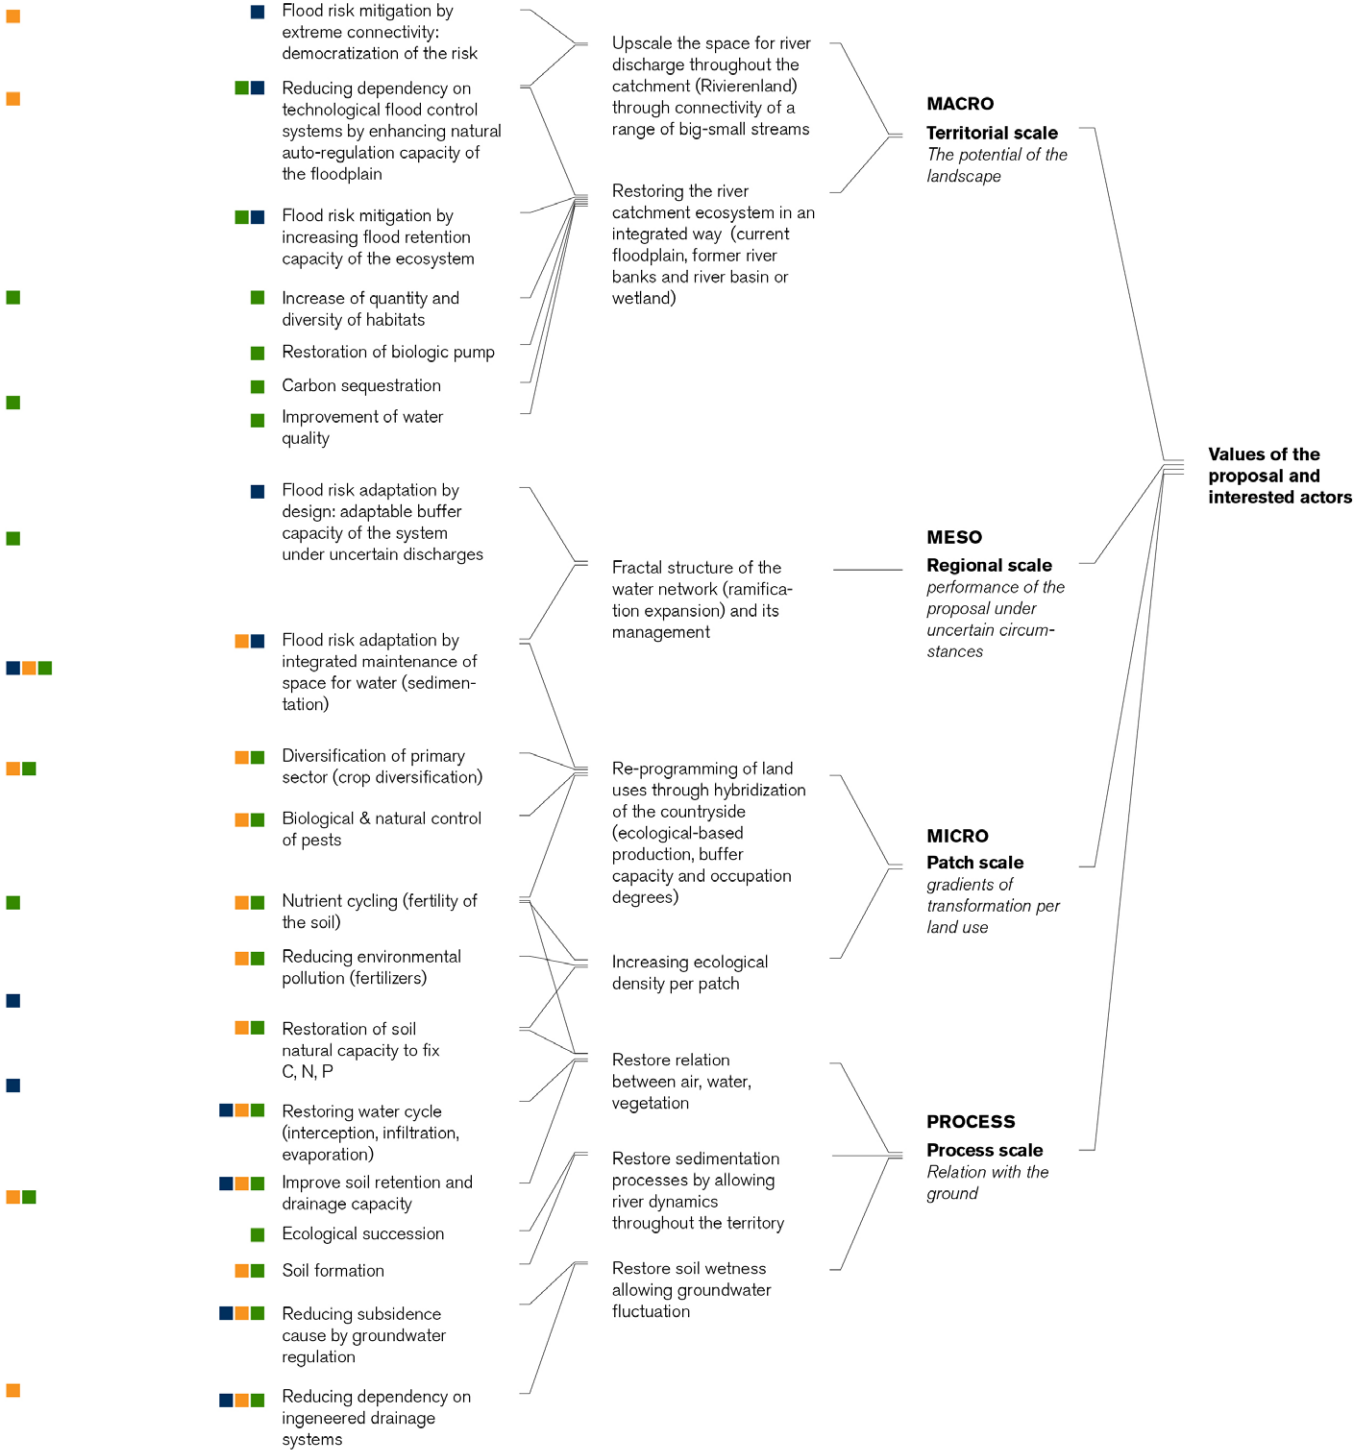 Flood risk mitigation by
extreme connectivity:
democratization of the risk
Reducing dependency on
technological flood control
systems by enhancing natural
auto-regulation capacity of
the floodplain
Flood risk mitigation by
increasing flood retention
capacity of the ecosystem
Increase of quantity and
diversity of habitats
Restoration of biologic pump
Carbon sequestration
Improvement of water
quality
Flood risk adaptation by
design: adaptable buffer
capacity of the system
under uncertain discharges
Flood risk adaptation by
integrated maintenance of
space for water (sedimen-
tation)
Diversification of primary
sector (crop diversification)
Biological & natural control
of pests
Nutrient cycling (fertility of
the soil)
Reducing environmental
pollution (fertilizers)
Restoration of soil
natural capacity to fix
C, N, P
Restoring water cycle
(interception, infiltration,
evaporation)
Improve soil retention and
drainage capacity
Ecological succession
Soil formation
Reducing subsidence
cause by groundwater
regulation
Reducing dependency on
ingeneered drainage
systems
Upscale the space for river
discharge throughout the
catchment (Rivierenland)
through connectivity of a
range of big-small streams
Restoring the river
catchment ecosystem in an
integrated way (current
floodplain, former river
banks and river basin or
wetland)
Fractal structure of the
water network (ramifica-
tion expansion) and its
management
Re-programming of land
uses through hybridization
of the countryside
(ecological-based
production, buffer
capacity and occupation
degrees)
Increasing ecological
density per patch
Restore relation
between air, water,
vegetation
Restore sedimentation
processes by allowing
river dynamics
throughout the territory
Restore soil wetness
allowing groundwater
fluctuation
MACRO
Territorial scale
The potential of the
landscape
MESO
Regional scale
performance of the
proposal under
uncertain circum-
stances
MICRO
Patch scale
gradients of
transformation per
land use
PROCESS
Process scale
Relation with the
ground
Values of the
proposal and
interested actors